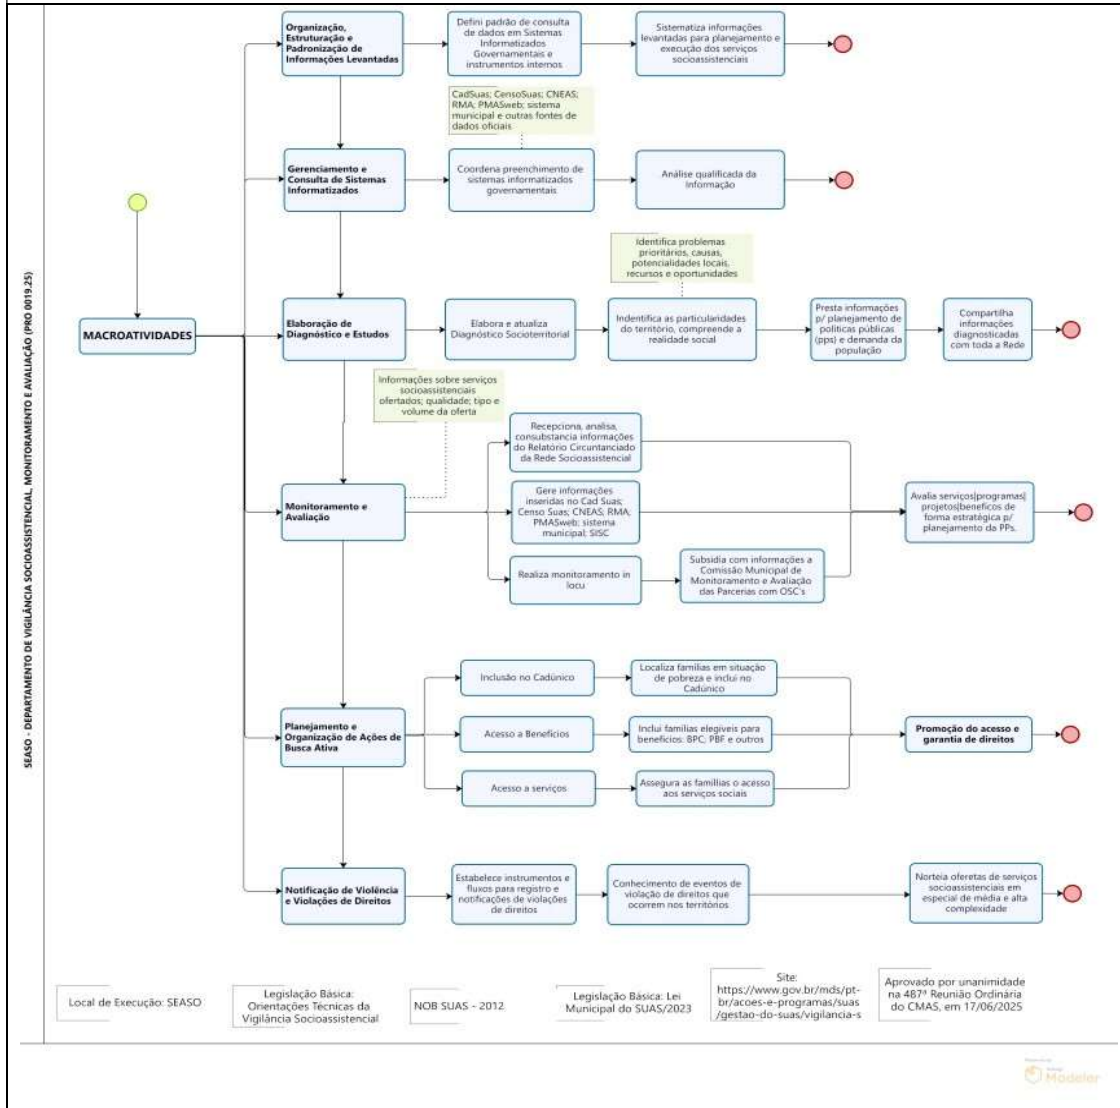 SEASO - DEPARTAMENTO DE VIGILÂNCIA SOCIOASSISTENCIAL, MONITORAMENTO E AVALIAÇÃO (PRO 0019.25)
MACROATIVIDADES
Organização,
Estruturação e
Padronização de
Informações Levantadas
Defini padrão de consulta
de dados em Sistemas
Informatizados
Governamentais e
instrumentos internos
Sistematiza informações
levantadas para planejamento e
execução dos serviços
socioassistenciais
CadSuas; CensoSuas; CNEAS;
RMA; PMASweb; sistema
municipal e outras fontes de
dados oficiais
Gerenciamento e
Consulta de Sistemas
Informatizados
Coordena preenchimento de
sistemas informatizados
governamentais
Análise qualificada da
Informação
Identifica problemas
prioritários, causas,
potencialidades locais,
recursos e oportunidades
Elaboração de
Diagnóstico e Estudos
Elabora e atualiza
Diagnóstico Socioterritorial
Indentifica as particularidades
do território, compreende a
realidade social
Presta informações
p/ planejamento de
políticas públicas
(pps) e demanda da
população
Compartilha
informações
diagnosticadas
com toda a Rede
Informações sobre serviços
socioassistenciais
ofertados; qualidade; tipo e
volume da oferta
Monitoramento e
Avaliação
Recepciona, analisa,
consubstancia informações
do Relatório Circuntanciado
da Rede Socioassistencial
Gere informações
inseridas no Cad Suas;
Censo Suas; CNEAS; RMA;
PMASweb; sistema
municipal; SISC
Realiza monitoramento in
locu
Subsidia com informações a
Comissão Municipal de
Monitoramento e Avaliação
das Parcerias com OSC's
Avalia serviços|programas|
projetos|beneficos de
forma estratégica p/
planejamento da PPs.
Planejamento e
Organização de Ações de
Busca Ativa
Inclusão no Cadúnico
Localiza famílias em situação
de pobreza e inclui no
Cadúnico
Acesso a Benefícios
Inclui famílias elegiveis para
benefícios: BPC; PBF e outros
Acesso a serviços
Assegura as famílias o acesso
aos serviços sociais
Promoção do acesso e
garantia de direitos
Notificação de Violência
e Violações de Direitos
Estabelece instrumentos e
fluxos para registro e
notificações de violações
de direitos
Conhecimento de eventos de
violação de direitos que
ocorrem nos territórios
Norteia ofertas de serviços
socioassistenciais em
especial de média e alta
complexidade
Local de Execução: SEASO
Legislação Básica:
Orientações Técnicas da
Vigilância Socioassistencial
NOB SUAS - 2012
Legislação Básica: Lei
Municipal do SUAS/2023
Site:
https://www.gov.br/mds/pt-
br/acoes-e-programas/suas
/gestao-do-suas/vigilancia-s
Aprovado por unanimidade
na 487ª Reunião Ordinária
do CMAS, em 17/06/2025
Modeler